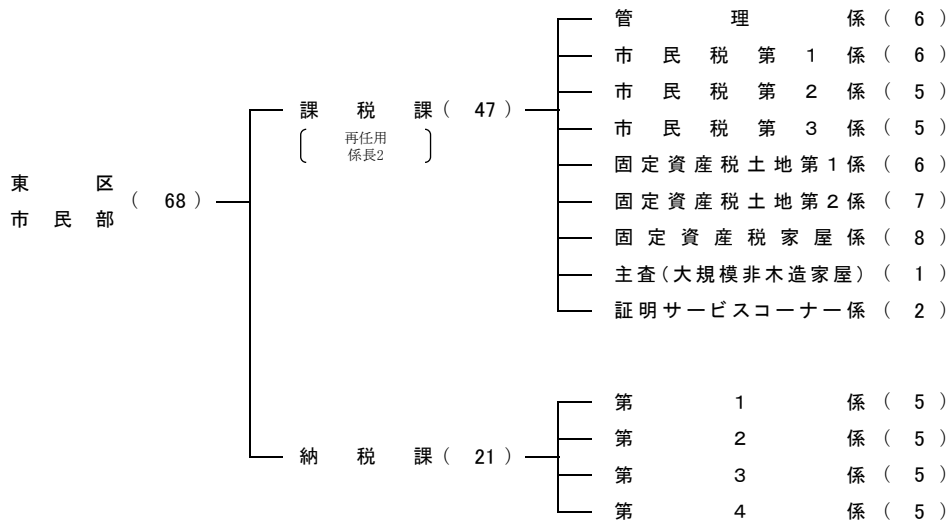 東区市民部（ 68 ）
課税課（ 47 ）
再任用
係長2
管理係（ 6 ）
市民税第1係（ 6 ）
市民税第2係（ 5 ）
市民税第3係（ 5 ）
固定資産税土地第1係（ 6 ）
固定資産税土地第2係（ 7 ）
固定資産税家屋係（ 8 ）
主査(大規模非木造家屋)（ 1 ）
証明サービスコーナー係（ 2 ）
納税課（ 21 ）
第1係（ 5 ）
第2係（ 5 ）
第3係（ 5 ）
第4係（ 5 ）